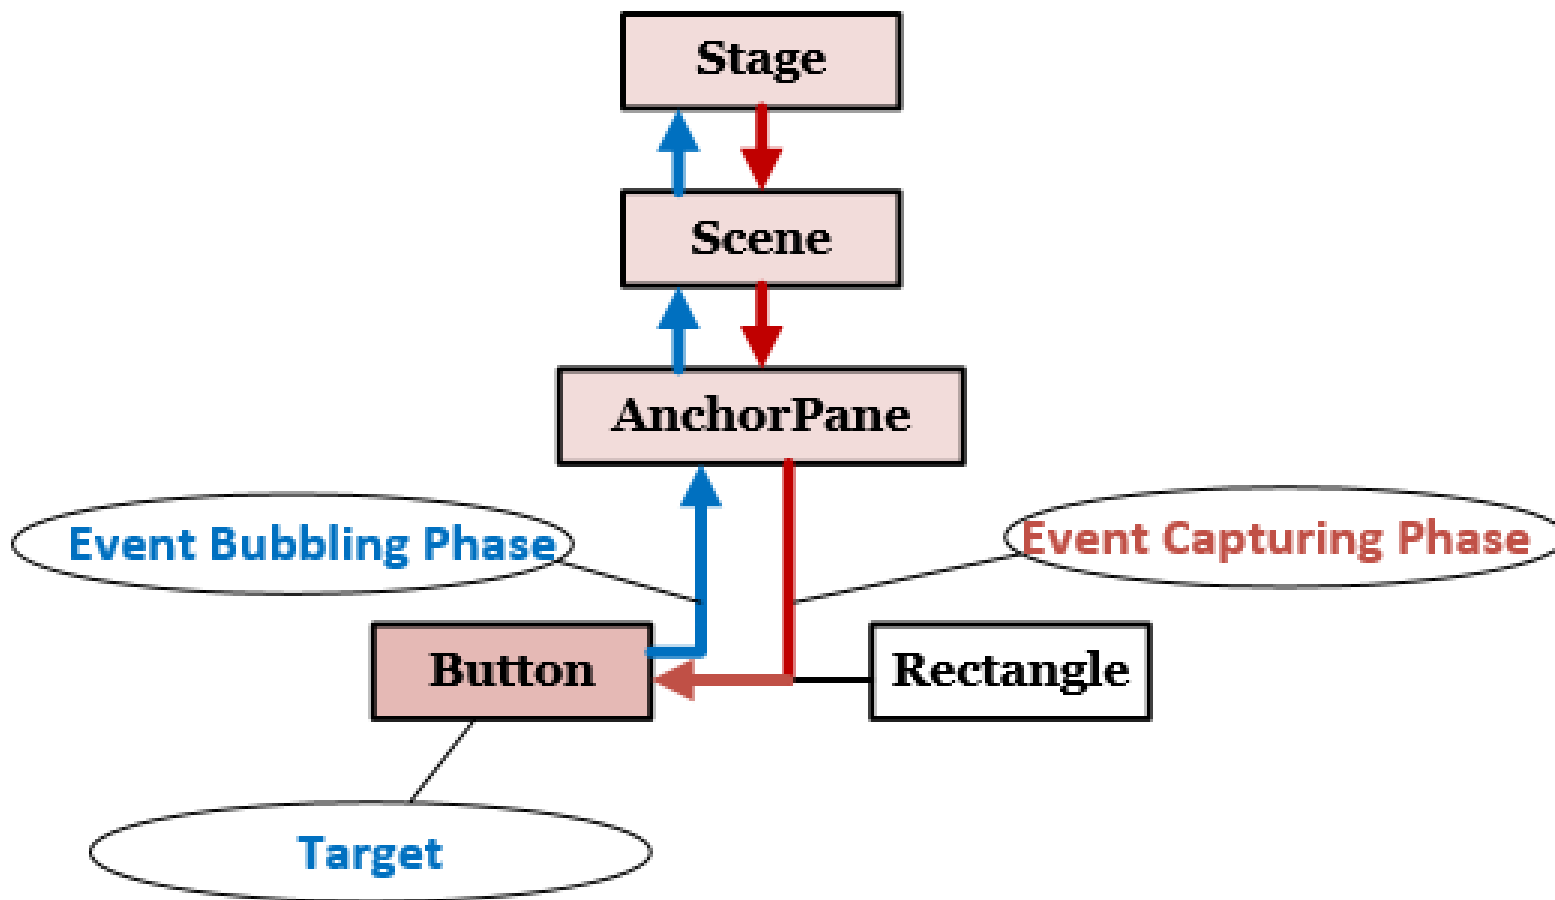 Stage
Scene
AnchorPane
Event Bubbling Phase
Event Capturing Phase
Button
Rectangle
Target